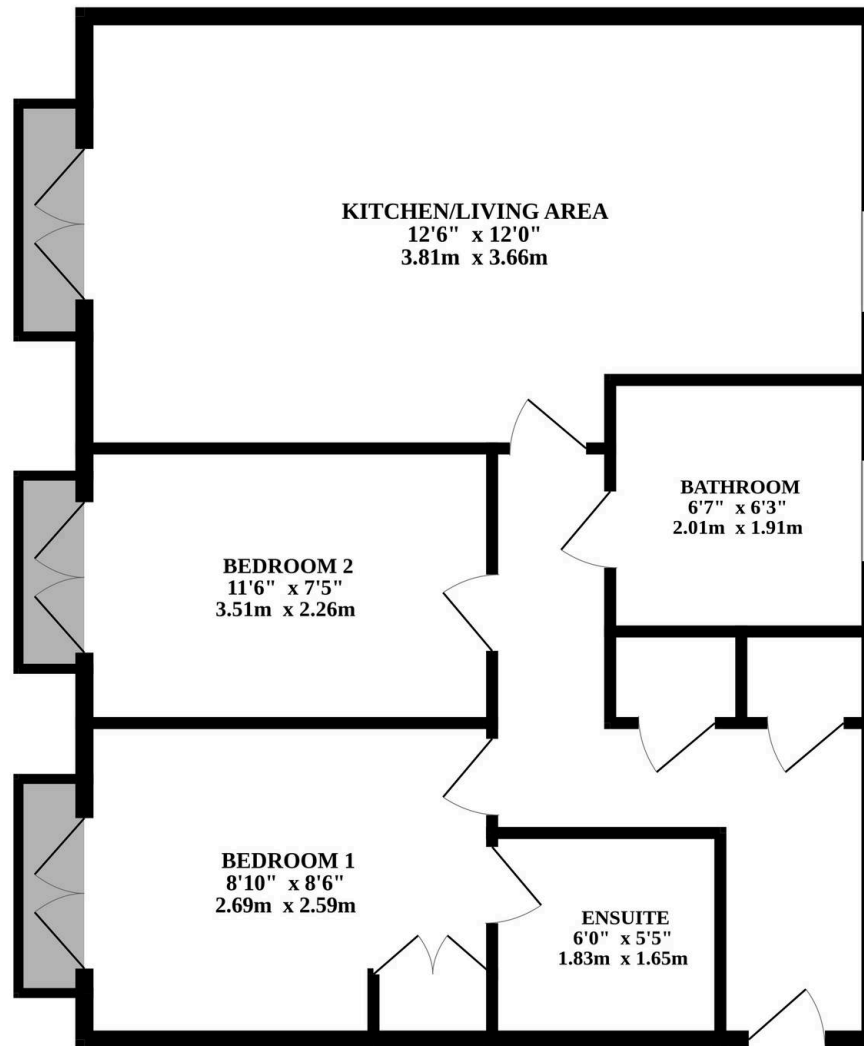 KITCHEN/LIVING AREA
12'6" x 12'0"
3.81m x 3.66m
BATHROOM
6'7" x 6'3"
2.01m x 1.91m
BEDROOM 2
11'6" x 7'5"
3.51m x 2.26m
BEDROOM 1
8'10" x 8'6"
2.69m x 2.59m
ENSUITE
6'0" x 5'5"
1.83m x 1.65m